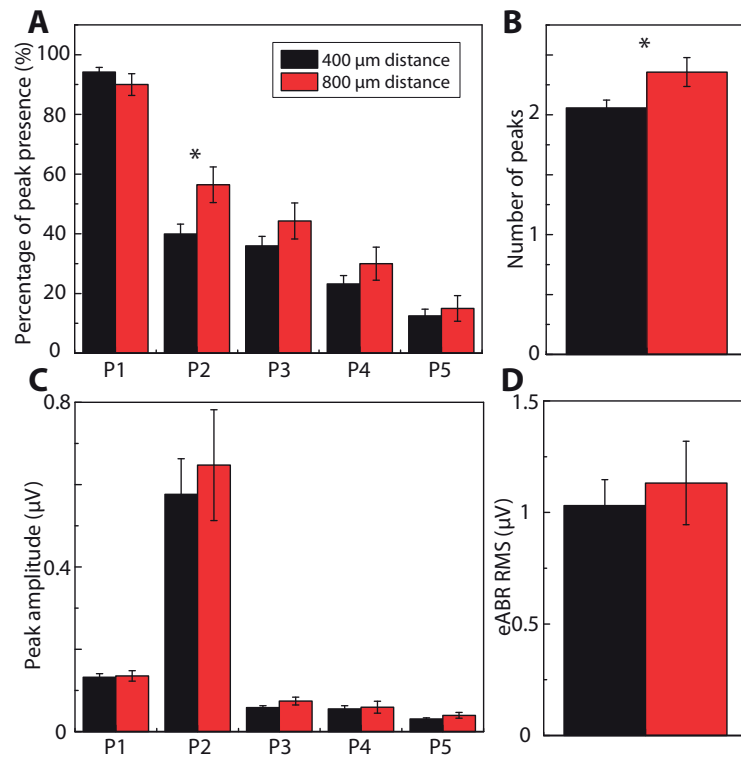 A
Percentage of peak presence (%)
100
80
60
40
20
0
400 µm distance
800 µm distance
*
P1 P2 P3 P4 P5
B
Number of peaks
2
1
0
*
C
Peak amplitude (µV)
0.8
0.4
0
P1 P2 P3 P4 P5
D
eABR RMS (µV)
1.5
1
0.5
0